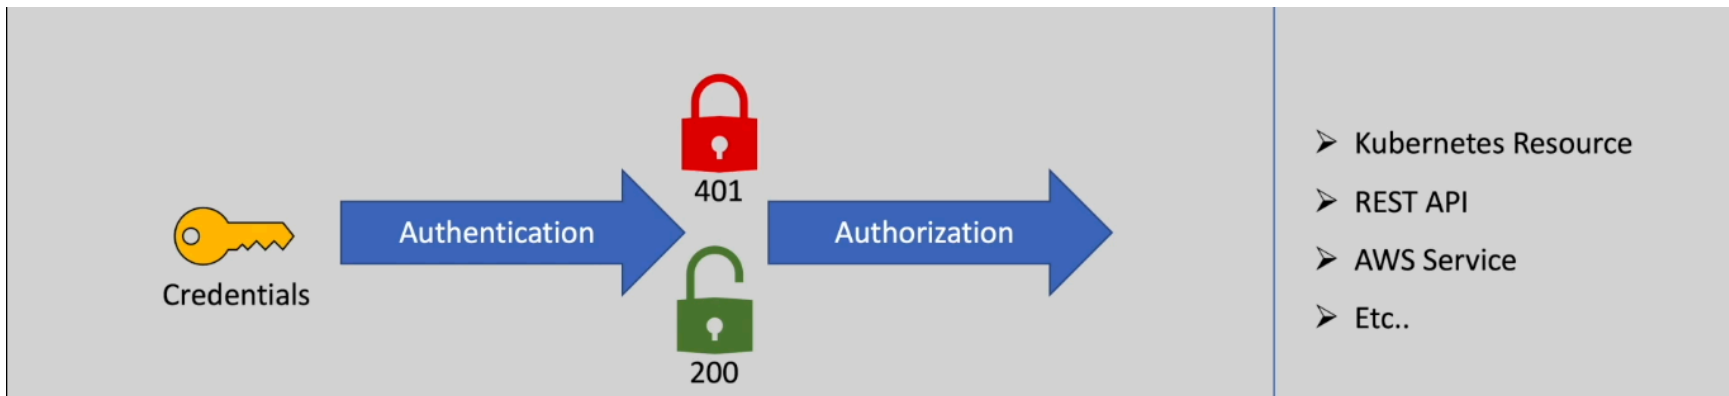 Credentials
Authentication
401
200
Authorization
➢ Kubernetes Resource
➢ REST API
➢ AWS Service
➢ Etc..